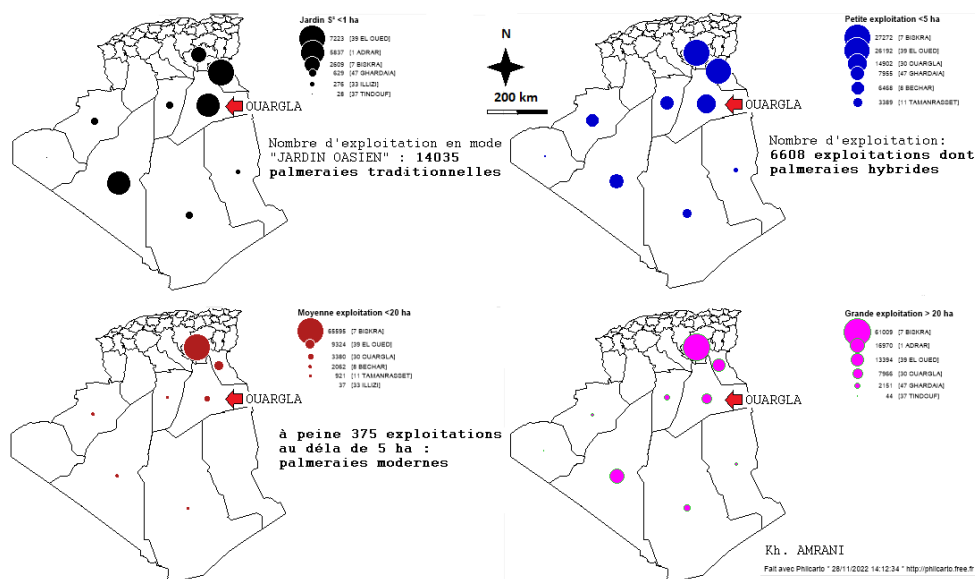 Jardin S° <1 ha
7223 [39 EL OUED]
5837 [1 ADRAR]
2609 [7 BISKRA]
629 [47 GHARDAIA]
276 [33 ILLIZI]
28 [37 TINDOUF]
OUARGLA
Nombre d'exploitation en mode
"JARDIN OASIEN" : 14035
palmeraies traditionnelles
N
200 km
Petite exploitation <5 ha
27272 [7 BISKRA]
26192 [39 EL OUED]
14902 [30 OUARGLA]
7955 [47 GHARDAIA]
6468 [8 BECHAR]
3389 [11 TAMANRASSET]
OUARGLA
Nombre d'exploitation:
6608 exploitations dont
palmeraies hybrides
Moyenne exploitation <20 ha
65595 [7 BISKRA]
9324 [39 EL OUED]
3380 [30 OUARGLA]
2062 [8 BECHAR]
921 [11 TAMANRASSET]
37 [33 ILLIZI]
OUARGLA
à peine 375 exploitations
au déla de 5 ha :
palmeraies modernes
Grande exploitation > 20 ha
61009 [7 BISKRA]
16970 [1 ADRAR]
13394 [39 EL OUED]
7966 [30 OUARGLA]
2151 [47 GHARDAIA]
44 [37 TINDOUF]
OUARGLA
Kh. AMRANI
Fait avec Philcarto * 28/11/2022 14:12:34 * http://philcarto.free.fr